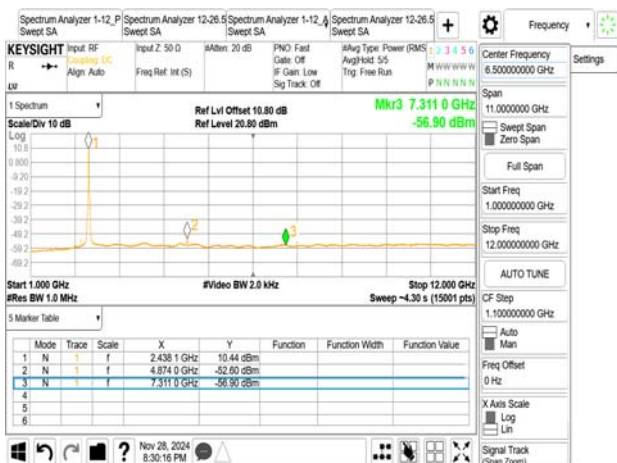 Spectrum Analyzer 1-12_P
Swept SA
Spectrum Analyzer 12-26.5
Swept SA
Spectrum Analyzer 1-12_A
Swept SA
Spectrum Analyzer 12-26.5
Swept SA
+
Frequency
KEYSIGHT
R
LXI
Input: RF
Coupling: DC
Align: Auto
Input Z: 50 Ω
Freq Ref: Int (S)
#Atten: 20 dB
PNO: Fast
Gate: Off
IF Gain: Low
Sig Track: Off
#Avg Type: Power (RMS
Avg|Hold: 5/5
Trig: Free Run
1 2 3 4 5 6
M W W W W W W
P N N N N N
1 Spectrum
Scale/Div 10 dB
Ref Lvl Offset 10.80 dB
Ref Level 20.80 dBm
Mkr3 7.311 0 GHz
-56.90 dBm
Log
10.8
0.800
-9.20
-19.2
-29.2
-39.2
-49.2
-59.2
-69.2
1
2
3
Start 1.000 GHz
#Video BW 2.0 kHz
Stop 12.000 GHz
#Res BW 1.0 MHz
Sweep ~4.30 s (15001 pts)
5 Marker Table
Mode Trace Scale X Y Function Function Width Function Value
1 N 1 f 2.438 1 GHz 10.44 dBm
2 N 1 f 4.874 0 GHz -52.60 dBm
3 N 1 f 7.311 0 GHz -56.90 dBm
4
5
6
Nov 28, 2024
8:30:16 PM
Center Frequency
6.500000000 GHz
Settings
Span
11.0000000 GHz
Swept Span
Zero Span
Full Span
Start Freq
1.000000000 GHz
Stop Freq
12.000000000 GHz
AUTO TUNE
CF Step
1.100000000 GHz
Auto
Man
Freq Offset
0 Hz
X Axis Scale
Log
Lin
Signal Track
(Span Zoom)